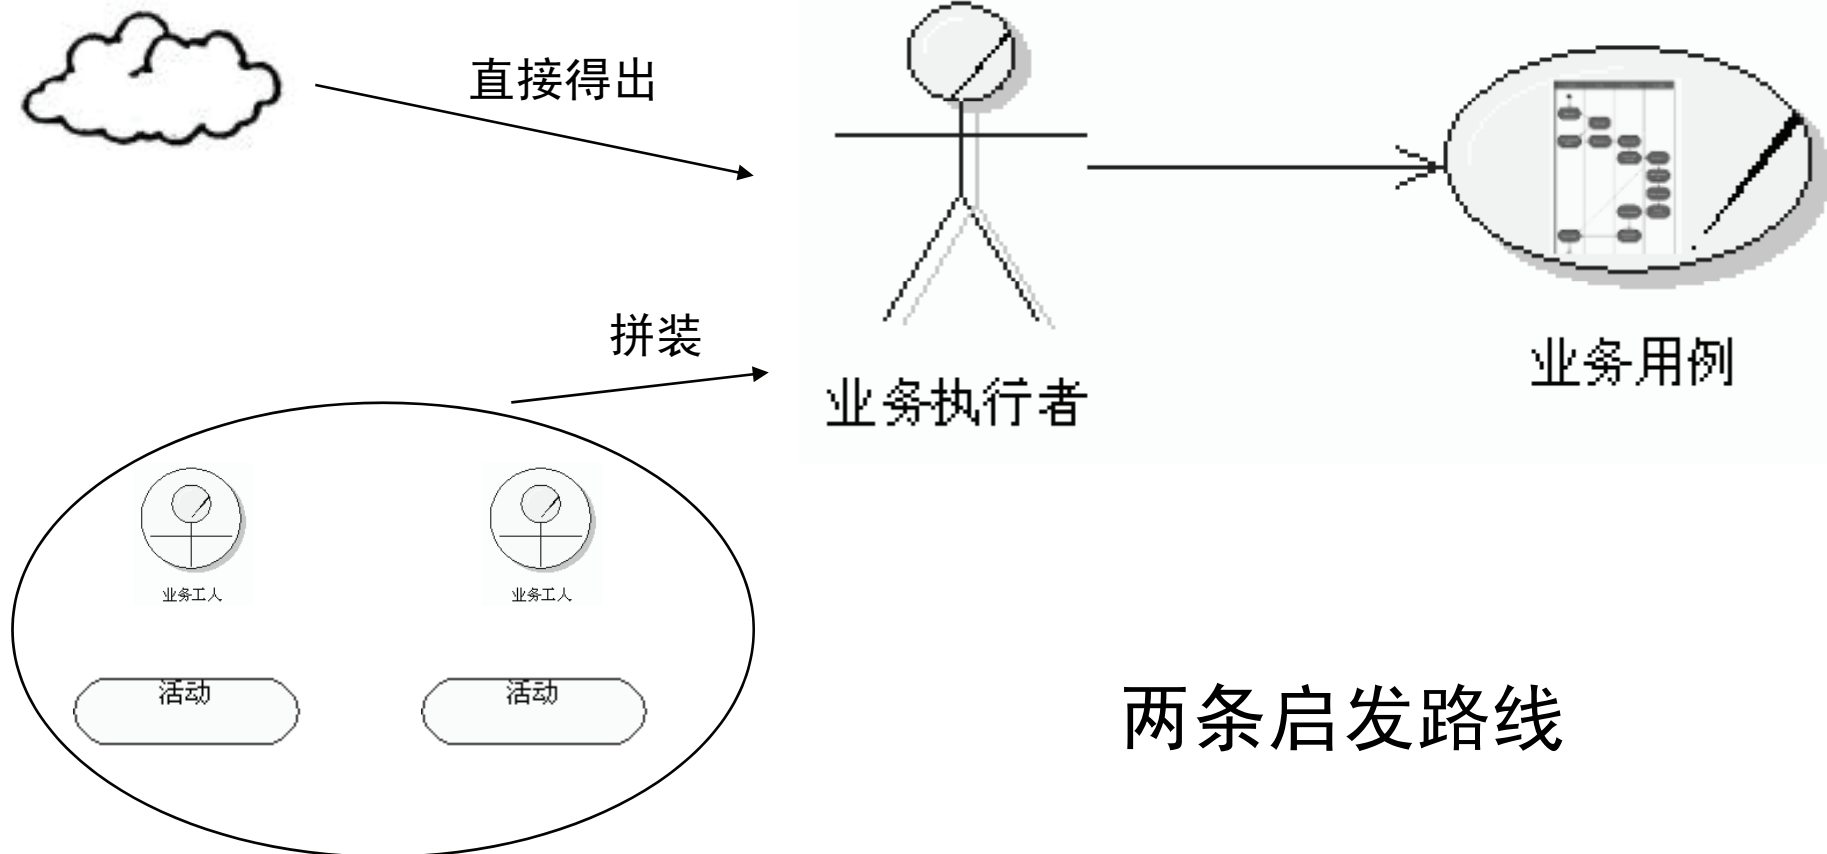 直接得出
拼装
业务执行者
业务用例
业务工人
业务工人
活动
活动
两条启发路线